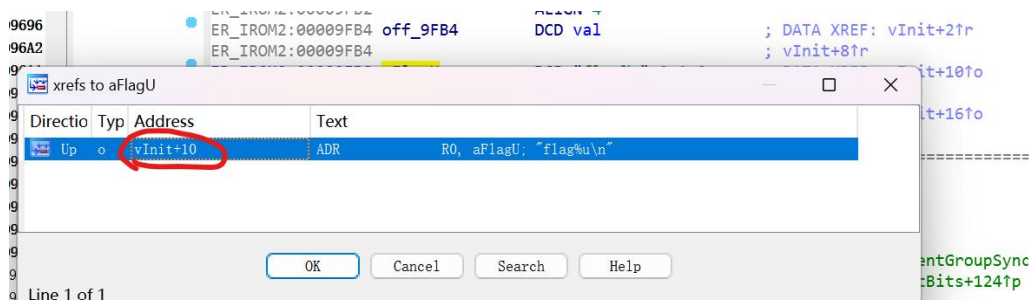 9696
ER_IROM2:00009FB4 off_9FB4 DCD val ; DATA XREF: vInit+2↑r
96A2 ER_IROM2:00009FB4 ; vInit+8↑r
xrefs to aFlagU
it+10↑o
Directio Typ Address Text
it+16↑o
Up o vInit+10 ADR R0, aFlagU; "flag%u\n"
OK Cancel Search Help
entGroupSync
Bits+124↑p
Line 1 of 1